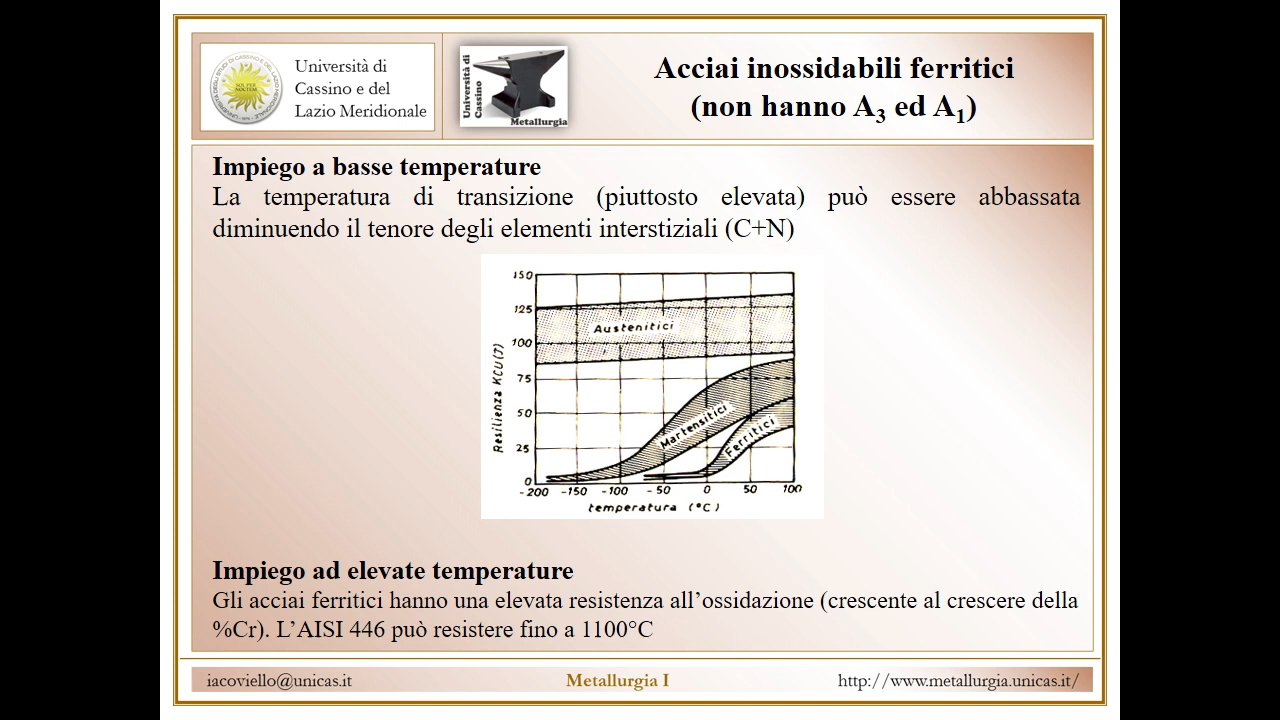 Università di
Cassino e del
Lazio Meridionale
Università di
Cassino
Metallurgia
Acciai inossidabili ferritici
(non hanno A3 ed A1)
Impiego a basse temperature
La temperatura di transizione (piuttosto elevata) può essere abbassata
diminuendo il tenore degli elementi interstiziali (C+N)
Resilienza KCU(J)
150
125
100
75
50
25
0
Austenitici
Martensitici
Ferritici
-200 -150 -100 -50 0 50 100
temperatura (°C)
Impiego ad elevate temperature
Gli acciai ferritici hanno una elevata resistenza all’ossidazione (crescente al crescere della
%Cr). L’AISI 446 può resistere fino a 1100°C
iacoviello@unicas.it
Metallurgia I
http://www.metallurgia.unicas.it/